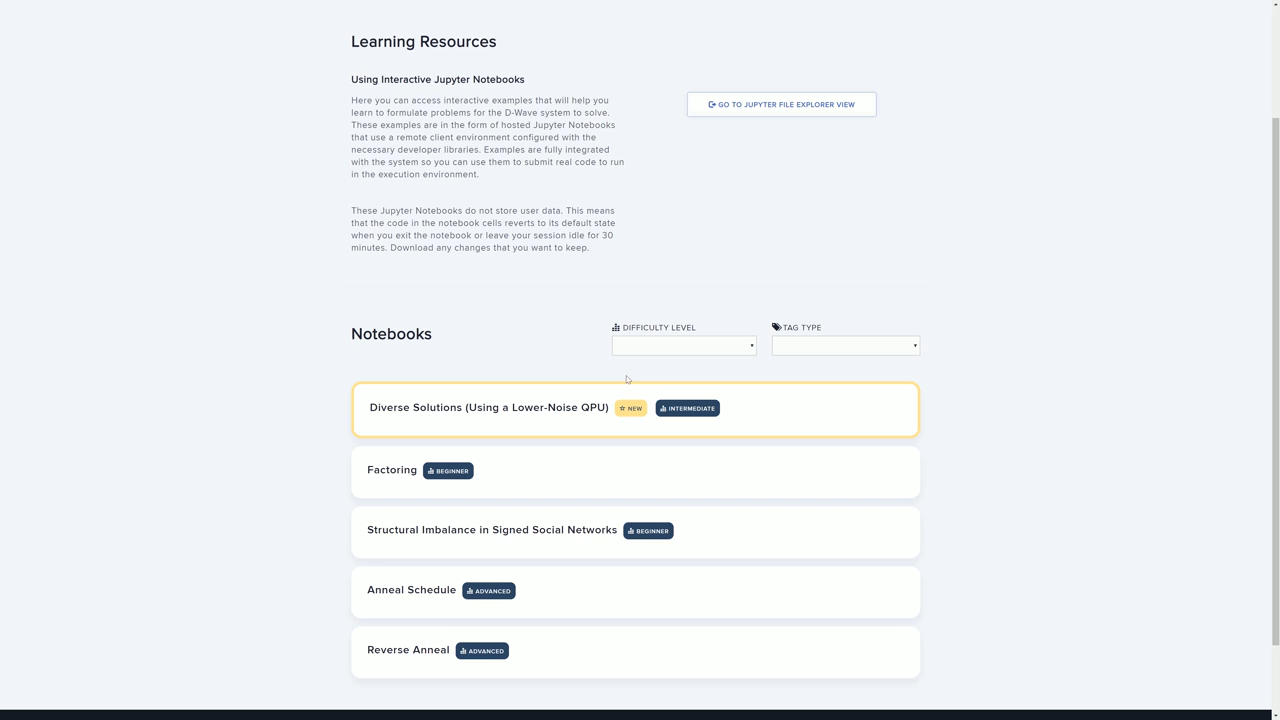 Learning Resources
Using Interactive Jupyter Notebooks
Here you can access interactive examples that will help you
learn to formulate problems for the D-Wave system to solve.
These examples are in the form of hosted Jupyter Notebooks
that use a remote client environment configured with the
necessary developer libraries. Examples are fully integrated
with the system so you can use them to submit real code to run
in the execution environment.
GO TO JUPYTER FILE EXPLORER VIEW
These Jupyter Notebooks do not store user data. This means
that the code in the notebook cells reverts to its default state
when you exit the notebook or leave your session idle for 30
minutes. Download any changes that you want to keep.
Notebooks
DIFFICULTY LEVEL
TAG TYPE
Diverse Solutions (Using a Lower-Noise QPU) NEW INTERMEDIATE
Factoring BEGINNER
Structural Imbalance in Signed Social Networks BEGINNER
Anneal Schedule ADVANCED
Reverse Anneal ADVANCED